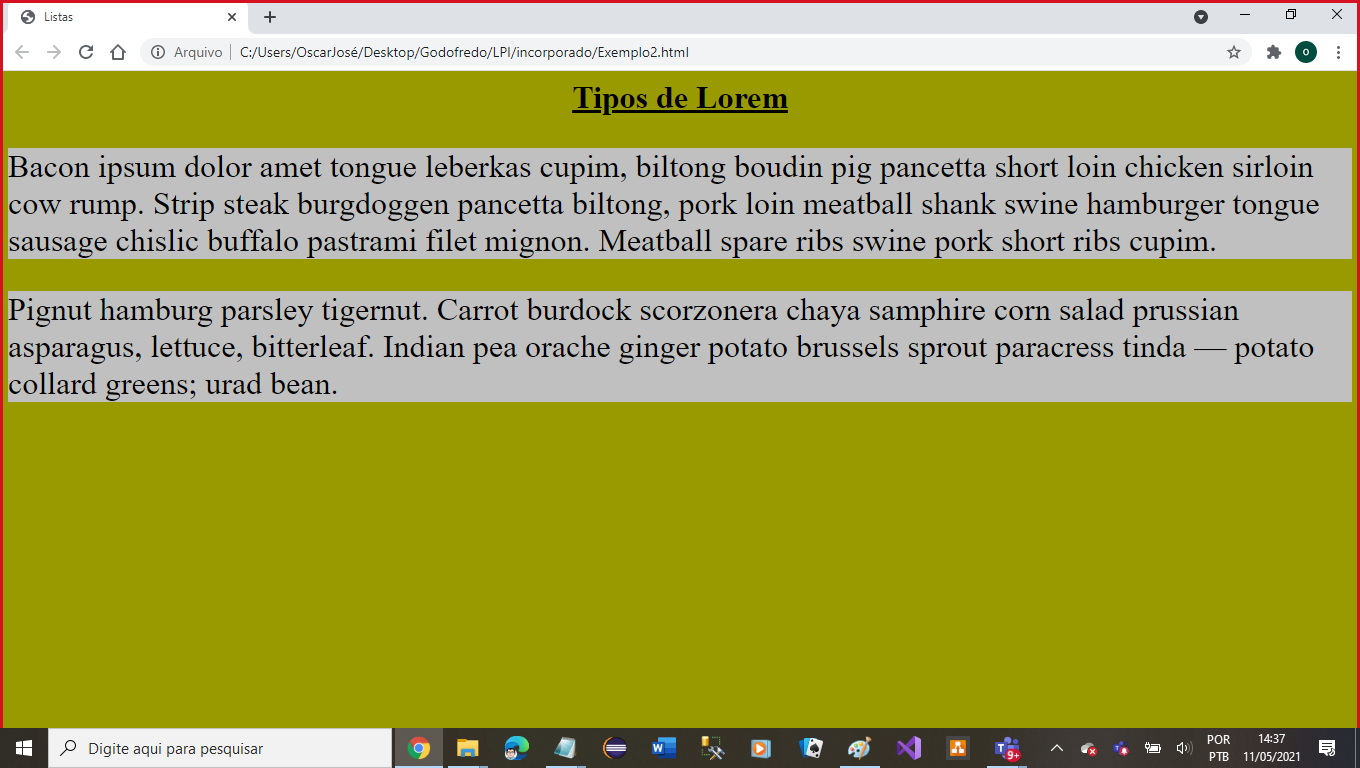 Listas
Arquivo | C:/Users/OscarJosé/Desktop/Godofredo/LPI/incorporado/Exemplo2.html
O
Tipos de Lorem
Bacon ipsum dolor amet tongue leberkas cupim, biltong boudin pig pancetta short loin chicken sirloin
cow rump. Strip steak burgdoggen pancetta biltong, pork loin meatball shank swine hamburger tongue
sausage chislic buffalo pastrami filet mignon. Meatball spare ribs swine pork short ribs cupim.
Pignut hamburg parsley tigernut. Carrot burdock scorzonera chaya samphire corn salad prussian
asparagus, lettuce, bitterleaf. Indian pea orache ginger potato brussels sprout paracress tinda — potato
collard greens; urad bean.
Digite aqui para pesquisar
9+
POR
PTB
14:37
11/05/2021